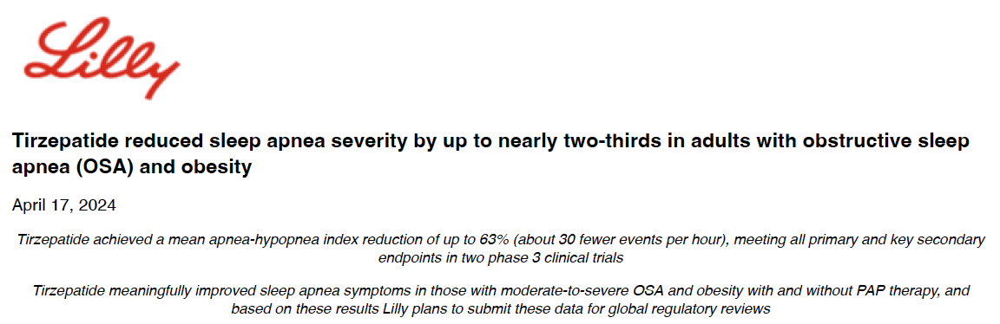 Lilly
Tirzepatide reduced sleep apnea severity by up to nearly two-thirds in adults with obstructive sleep
apnea (OSA) and obesity
April 17, 2024
Tirzepatide achieved a mean apnea-hypopnea index reduction of up to 63% (about 30 fewer events per hour), meeting all primary and key secondary
endpoints in two phase 3 clinical trials
Tirzepatide meaningfully improved sleep apnea symptoms in those with moderate-to-severe OSA and obesity with and without PAP therapy, and
based on these results Lilly plans to submit these data for global regulatory reviews